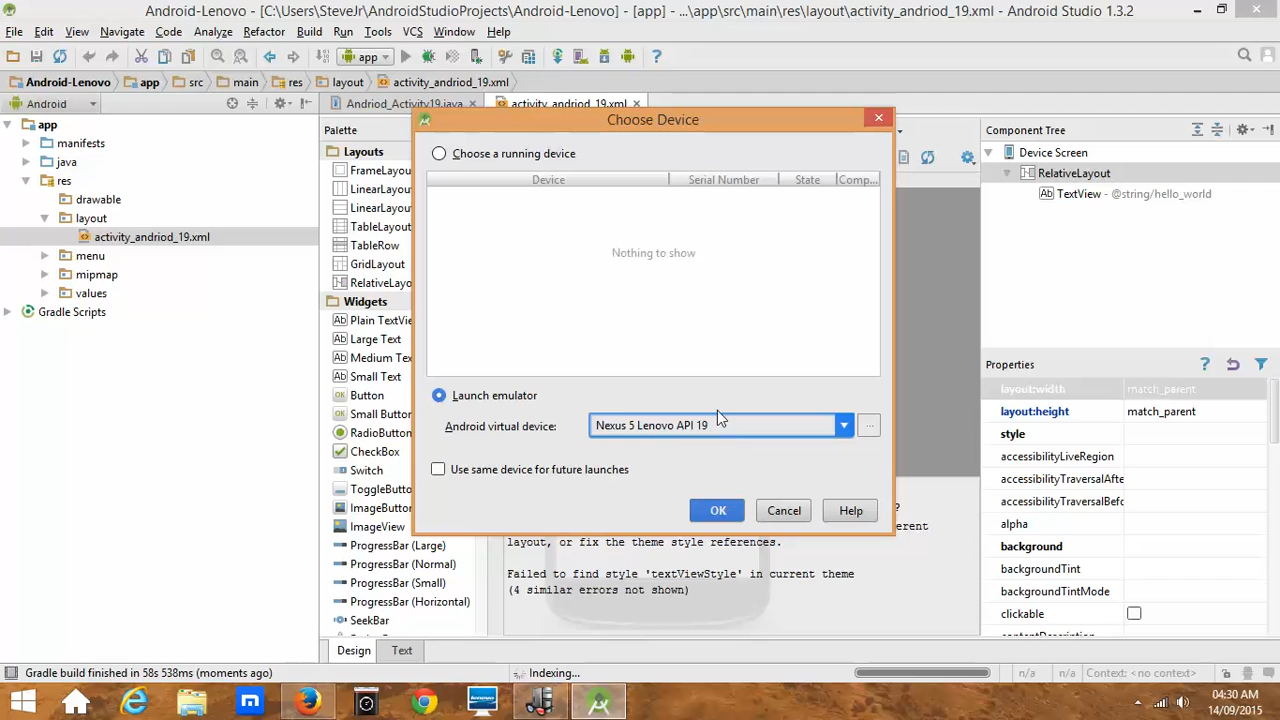 Android-Lenovo - [C:\Users\SteveJr\AndroidStudioProjects\Android-Lenovo] - [app] - ...\app\src\main\res\layout\activity_andriod_19.xml - Android Studio 1.3.2
File Edit View Navigate Code Analyze Refactor Build Run Tools VCS Window Help
app
Android-Lenovo app src main res layout activity_andriod_19.xml
Android
Andriod_Activity19.java activity_andriod_19.xml
app
manifests
java
res
drawable
layout
activity_andriod_19.xml
menu
mipmap
values
Gradle Scripts
Palette
Layouts
FrameLayou
LinearLayou
LinearLayou
TableLayout
TableRow
GridLayout
RelativeLayo
Widgets
Plain TextVie
Large Text
Medium Text
Small Text
Button
Small Button
RadioButton
CheckBox
Switch
ToggleButto
ImageButton
ImageView
ProgressBar (Large)
ProgressBar (Normal)
ProgressBar (Small)
ProgressBar (Horizontal)
SeekBar
Choose Device
Choose a running device
Device Serial Number State Comp...
Nothing to show
Launch emulator
Android virtual device: Nexus 5 Lenovo API 19 ...
Use same device for future launches
OK Cancel Help
?
erent
layout, or fix the theme style references.
Failed to find style 'textViewStyle' in current theme
(4 similar errors not shown)
Component Tree
Device Screen
RelativeLayout
TextView - @string/hello_world
Properties
layout:width match_parent
layout:height match_parent
style
accessibilityLiveRegion
accessibilityTraversalAfte
accessibilityTraversalBefo
alpha
background
backgroundTint
backgroundTintMode
clickable
Design Text
Gradle build finished in 58s 538ms (moments ago) Indexing... n/a n/a Context: <no context>
lenovo
04:30 AM
14/09/2015